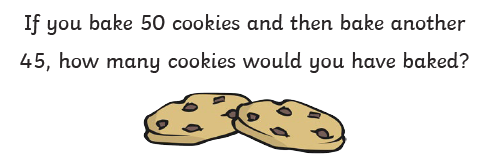 If you bake 50 cookies and then bake another
45, how many cookies would you have baked?